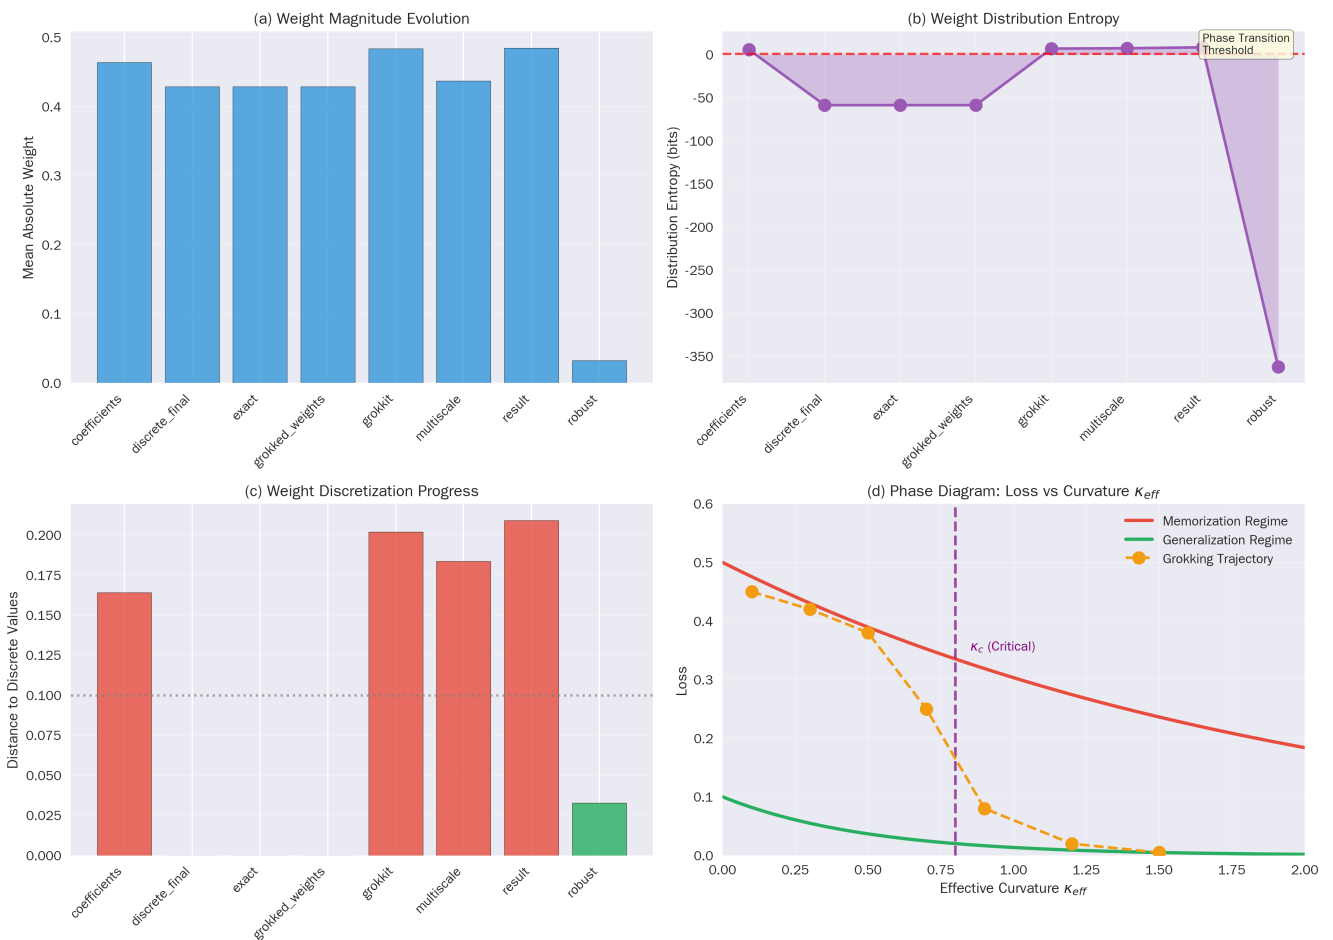 (a) Weight Magnitude Evolution
Mean Absolute Weight
0.5
0.4
0.3
0.2
0.1
0.0
coefficients
discrete_final
exact
grokked_weights
grokkit
multiscale
result
robust
(b) Weight Distribution Entropy
Distribution Entropy (bits)
0
-50
-100
-150
-200
-250
-300
-350
Phase Transition
Threshold
coefficients
discrete_final
exact
grokked_weights
grokkit
multiscale
result
robust
(c) Weight Discretization Progress
Distance to Discrete Values
0.200
0.175
0.150
0.125
0.100
0.075
0.050
0.025
0.000
coefficients
discrete_final
exact
grokked_weights
grokkit
multiscale
result
robust
(d) Phase Diagram: Loss vs Curvature κeff
Loss
0.6
0.5
0.4
0.3
0.2
0.1
0.0
Memorization Regime
Generalization Regime
Grokking Trajectory
κc (Critical)
0.00 0.25 0.50 0.75 1.00 1.25 1.50 1.75 2.00
Effective Curvature κeff